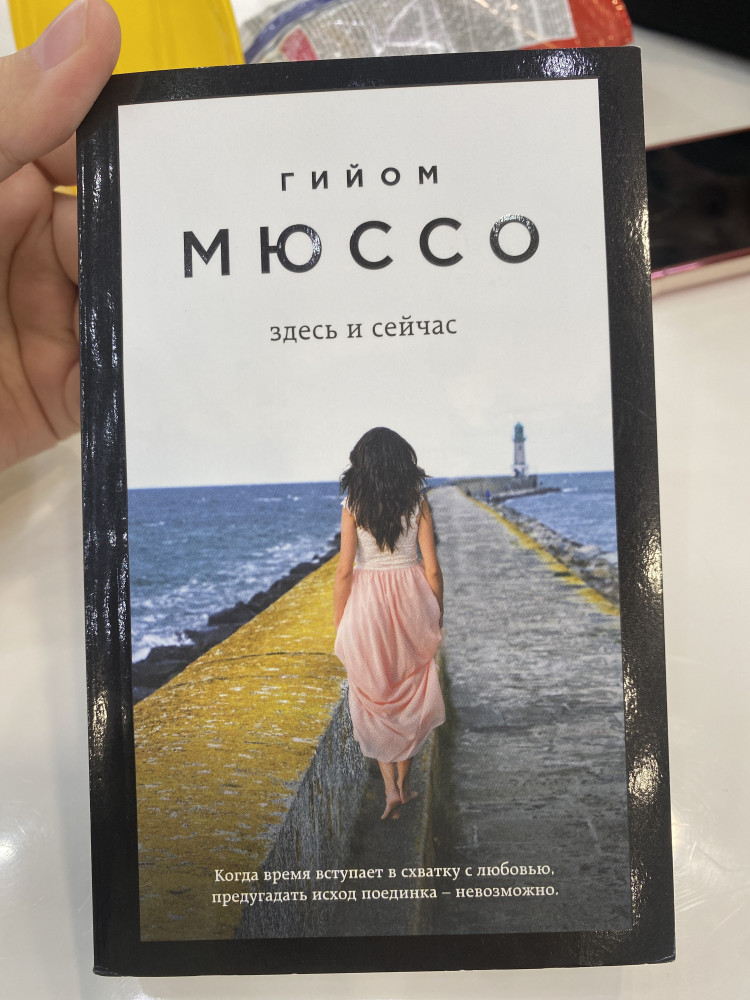 ГИЙОМ
МЮССО
здесь и сейчас
Когда время вступает в схватку с любовью,
предугадать исход поединка – невозможно.